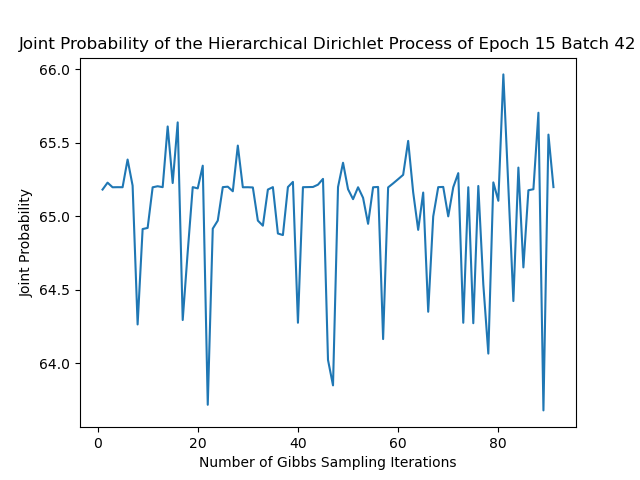 Joint Probability of the Hierarchical Dirichlet Process of Epoch 15 Batch 42
66.0
65.5
65.0
64.5
64.0
Joint Probability
0 20 40 60 80
Number of Gibbs Sampling Iterations